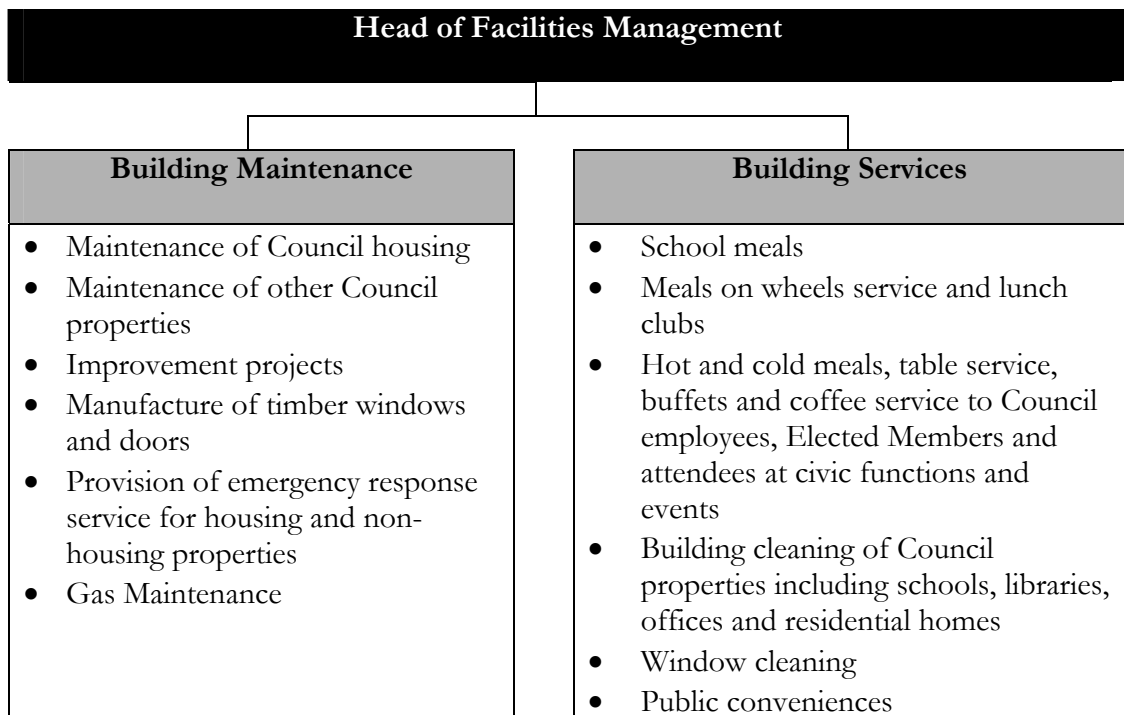 Head of Facilities Management
Building Maintenance
• Maintenance of Council housing
• Maintenance of other Council
properties
• Improvement projects
• Manufacture of timber windows
and doors
• Provision of emergency response
service for housing and non-
housing properties
• Gas Maintenance
Building Services
• School meals
• Meals on wheels service and lunch
clubs
• Hot and cold meals, table service,
buffets and coffee service to Council
employees, Elected Members and
attendees at civic functions and
events
• Building cleaning of Council
properties including schools, libraries,
offices and residential homes
• Window cleaning
• Public conveniences